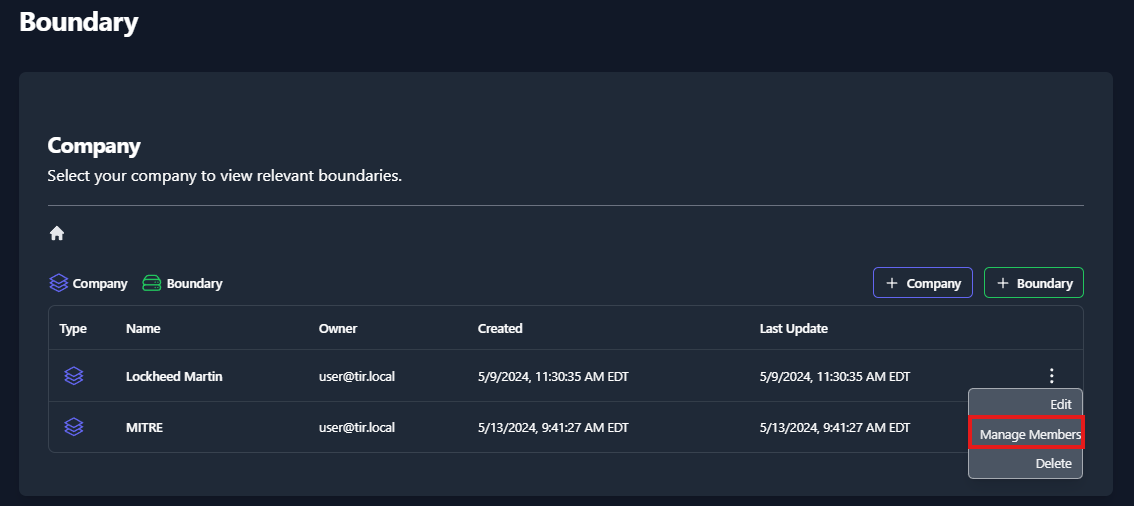 Boundary
Company
Select your company to view relevant boundaries.
Company Boundary
+ Company + Boundary
Type Name Owner Created Last Update
Lockheed Martin user@tir.local 5/9/2024, 11:30:35 AM EDT 5/9/2024, 11:30:35 AM EDT
Edit
MITRE user@tir.local 5/13/2024, 9:41:27 AM EDT 5/13/2024, 9:41:27 AM EDT
Manage Members
Delete